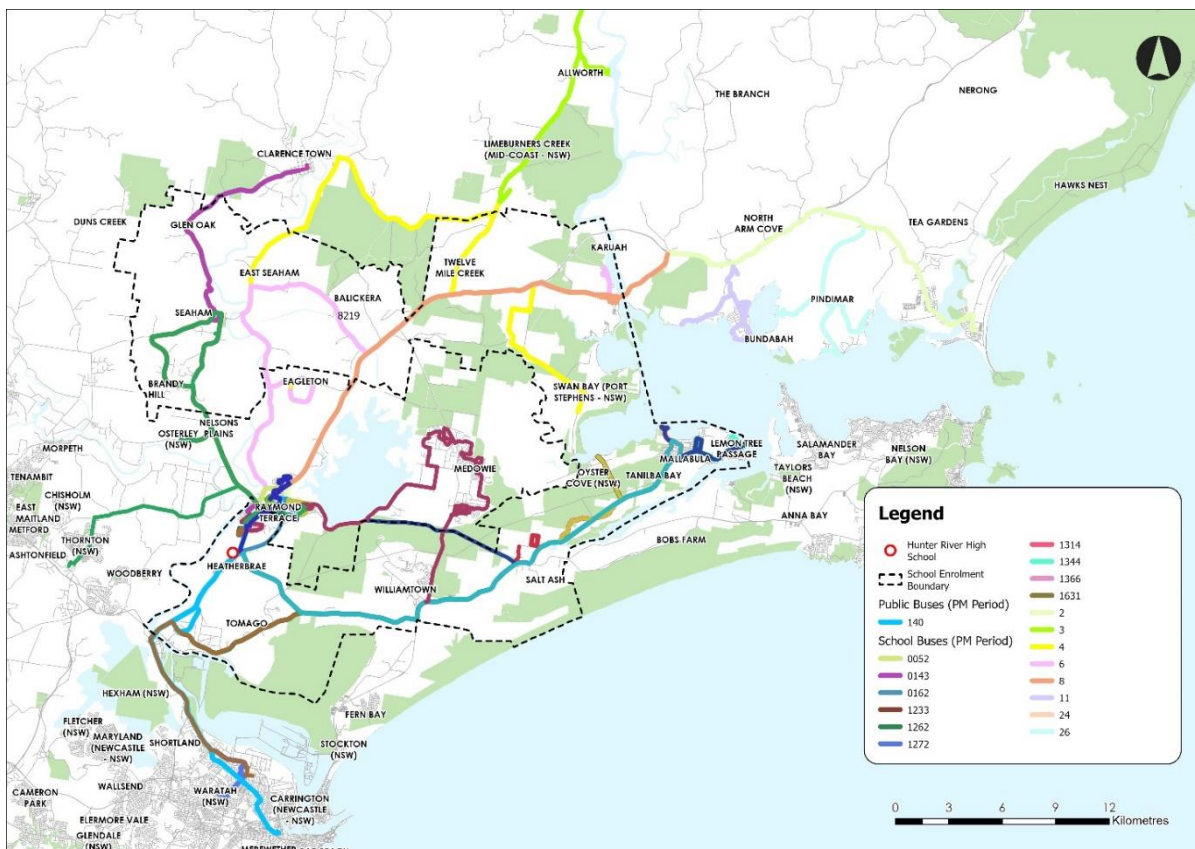 ALLWORTH
THE BRANCH
NERONG
LIMEBURNERS CREEK
(MID-COAST - NSW)
CLARENCE TOWN
HAWKS NEST
DUNS CREEK
GLEN OAK
NORTH
ARM COVE
TEA GARDENS
KARUAH
EAST SEAHAM
TWELVE
MILE CREEK
BALICKERA
8219
PINDIMAR
SEAHAM
BUNDABAH
EAGLETON
BRANDY
HILL
SWAN BAY (PORT
STEPHENS - NSW)
NELSONS
PLAINS
OSTERLEY
(NSW)
MORPETH
LEMON TREE
PASSAGE
SALAMANDER
BAY
NELSON
BAY (NSW)
MALLABULA
TENAMBIT
MEDOWIE
OYSTER
COVE (NSW)
TANILBA BAY
TAYLORS
BEACH
(NSW)
CHISHOLM
(NSW)
RAYMOND
TERRACE
EAST
MAITLAND
METFORD
ANNA BAY
THORNTON
(NSW)
ASHTONFIELD
BOBS FARM
HEATHERBRAE
WOODBERRY
SALT ASH
WILLIAMTOWN
TOMAGO
HEXHAM (NSW)
FERN BAY
FLETCHER
(NSW)
MARYLAND
(NEWCASTLE
- NSW)
SHORTLAND
STOCKTON
(NSW)
WALLSEND
WARATAH
(NSW)
CAMERON
PARK
CARRINGTON
(NEWCASTLE
- NSW)
ELERMORE VALE
GLENDALE
(NSW)
Legend
Hunter River High
School
School Enrolment
Boundary
Public Buses (PM Period)
140
School Buses (PM Period)
0052
0143
0162
1233
1262
1272
1314
1344
1366
1631
2
3
4
6
8
11
24
26
0 3 6 9 12
Kilometres